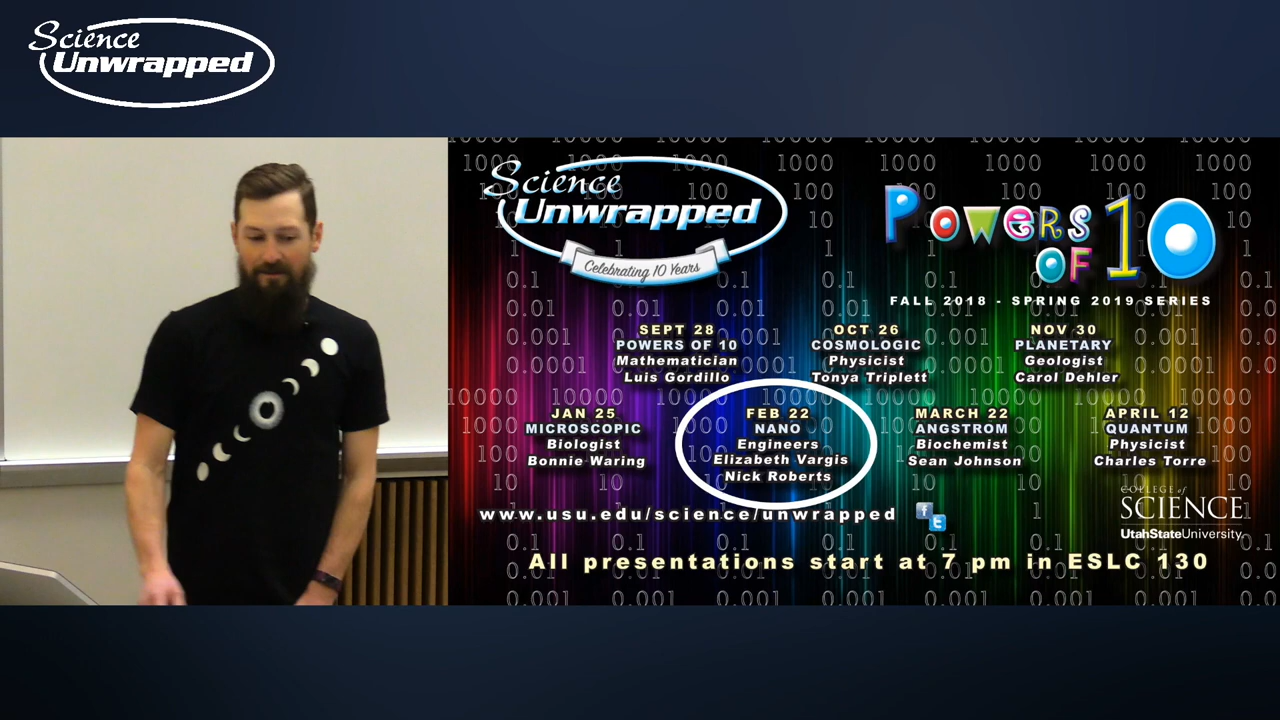 Science
Unwrapped
Science
Unwrapped
Celebrating 10 Years
POWERS
OF 10
FALL 2018 - SPRING 2019 SERIES
SEPT 28
POWERS OF 10
Mathematician
Luis Gordillo
OCT 26
COSMOLOGIC
Physicist
Tonya Triplett
NOV 30
PLANETARY
Geologist
Carol Dehler
JAN 25
MICROSCOPIC
Biologist
Bonnie Waring
FEB 22
NANO
Engineers
Elizabeth Vargis
Nick Roberts
MARCH 22
ANGSTROM
Biochemist
Sean Johnson
APRIL 12
QUANTUM
Physicist
Charles Torre
www.usu.edu/science/unwrapped
COLLEGE of
SCIENCE
UtahStateUniversity
All presentations start at 7 pm in ESLC 130